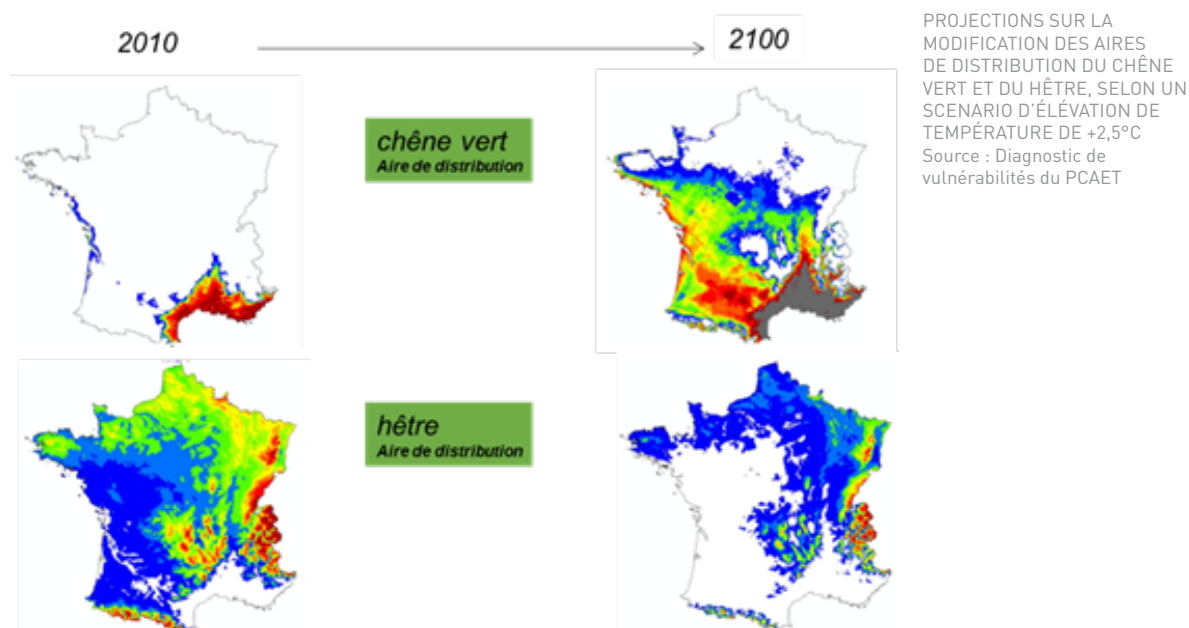 2010
2100
PROJECTIONS SUR LA
MODIFICATION DES AIRES
DE DISTRIBUTION DU CHÊNE
VERT ET DU HÊTRE, SELON UN
SCENARIO D'ÉLÉVATION DE
TEMPÉRATURE DE +2,5°C
Source : Diagnostic de
vulnérabilités du PCAET
chêne vert
Aire de distribution
hêtre
Aire de distribution